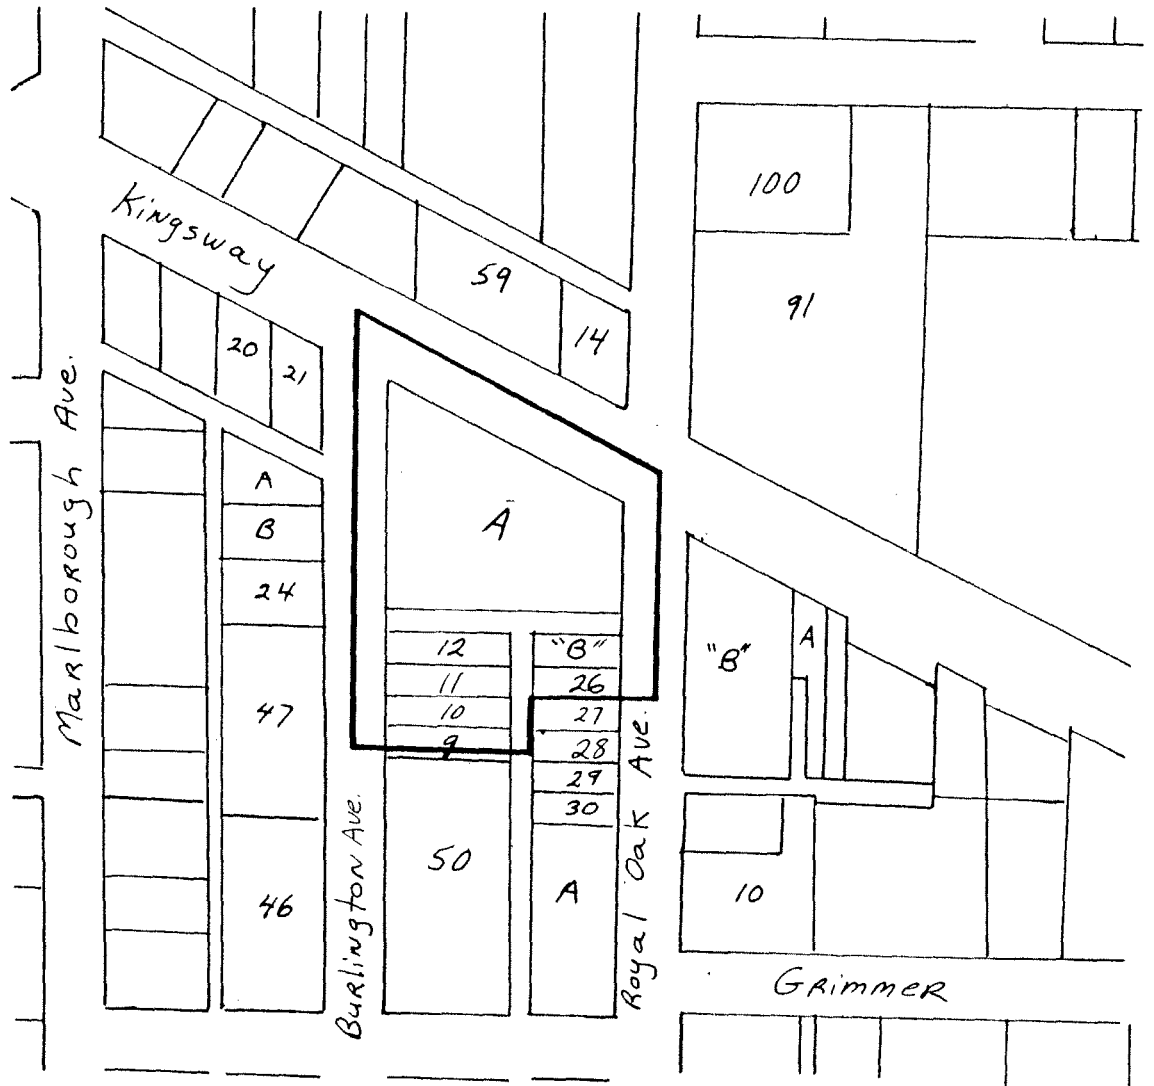 100
Kingsway
59
91
14
20
21
Marlborough Ave.
A
B
24
47
46
A
12
11
10
9
"B"
26
27
28
29
30
50
A
Burlington Ave.
Royal Oak Ave.
"B"
A
10
Grimmer